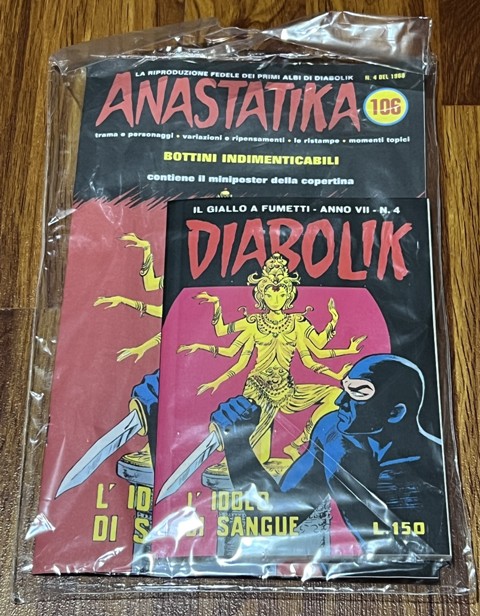 LA RIPRODUZIONE FEDELE DEI PRIMI ALBI DI DIABOLIK
N. 4 DEL 1968
ANASTATIKA
106
trama e personaggi • variazioni e ripensamenti • le ristampe • momenti topici
BOTTINI INDIMENTICABILI
contiene il miniposter della copertina
IL GIALLO A FUMETTI - ANNO VII - N. 4
DIABOLIK
L' IDOLO
DI SANGUE
L.150
L' IDO
DI S